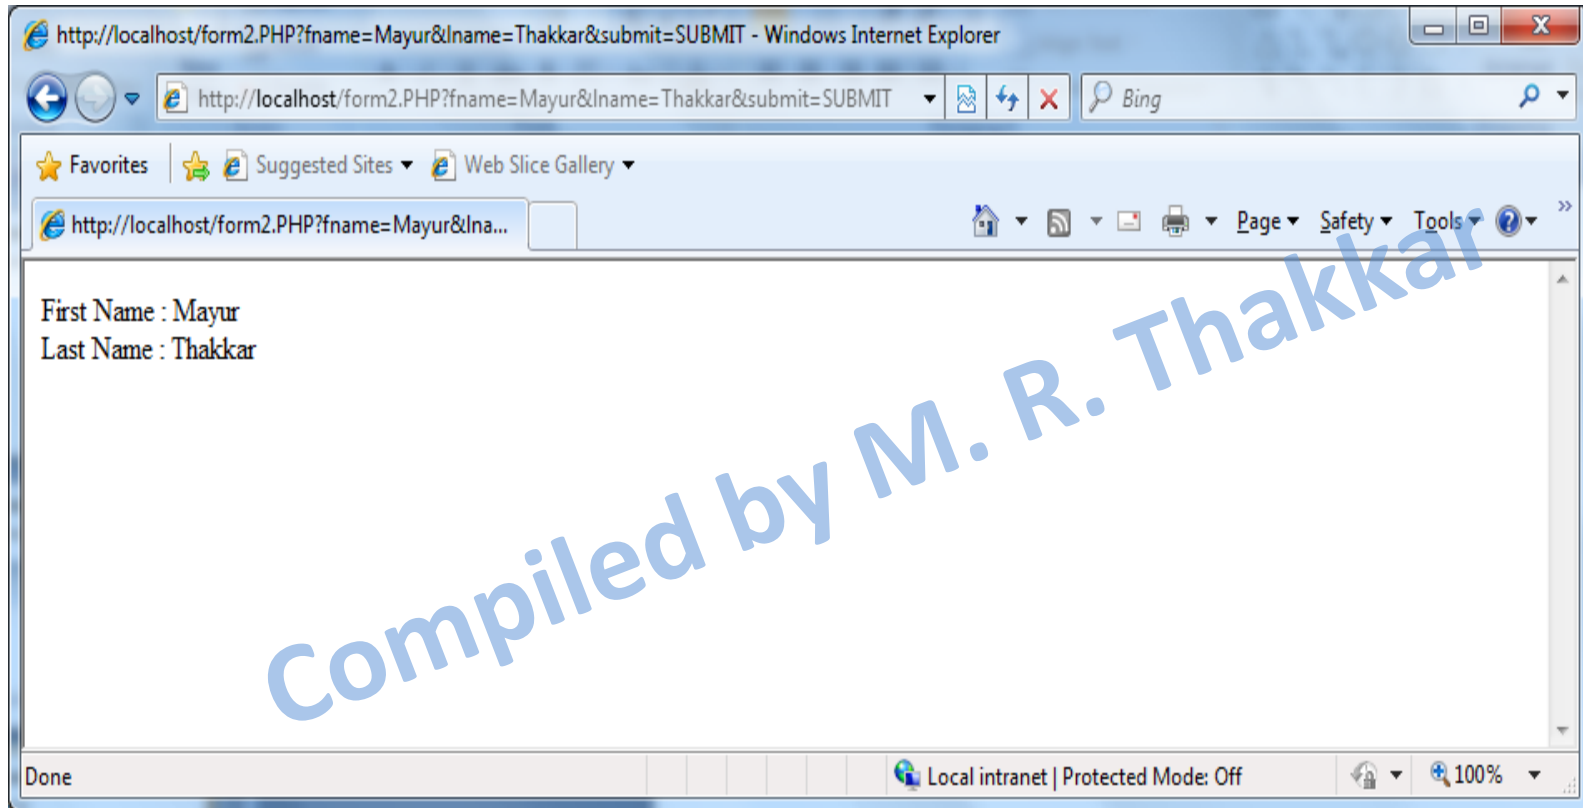 http://localhost/form2.PHP?fname=Mayur&lname=Thakkar&submit=SUBMIT - Windows Internet Explorer
http://localhost/form2.PHP?fname=Mayur&lname=Thakkar&submit=SUBMIT Bing
Favorites Suggested Sites Web Slice Gallery
http://localhost/form2.PHP?fname=Mayur&lna... Page Safety Tools
First Name : Mayur
Last Name : Thakkar
Compiled by M. R. Thakkar
Done Local intranet | Protected Mode: Off 100%